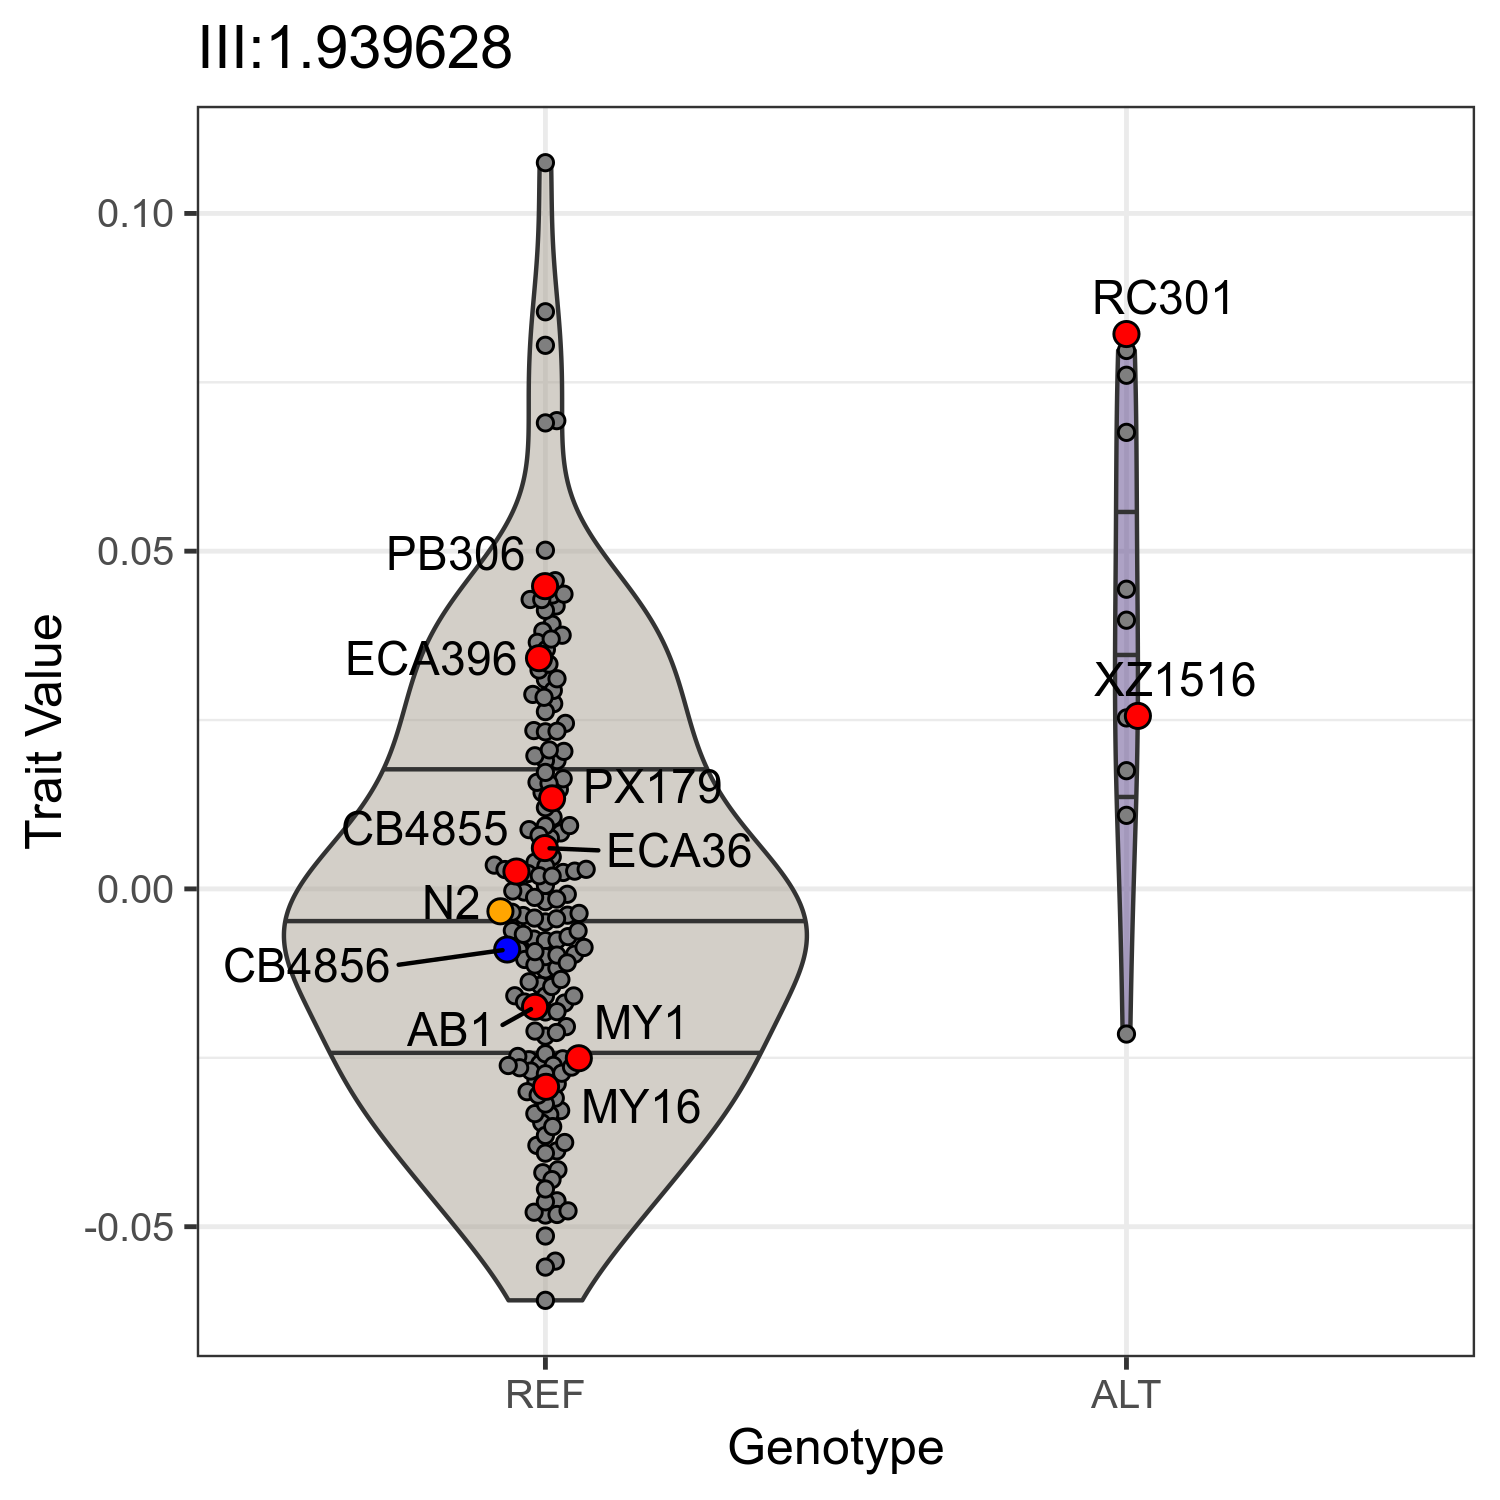 III:1.939628
0.10
0.05
0.00
-0.05
Trait Value
RC301
PB306
ECA396
XZ1516
PX179
CB4855
ECA36
N2
CB4856
AB1
MY1
MY16
REF
ALT
Genotype